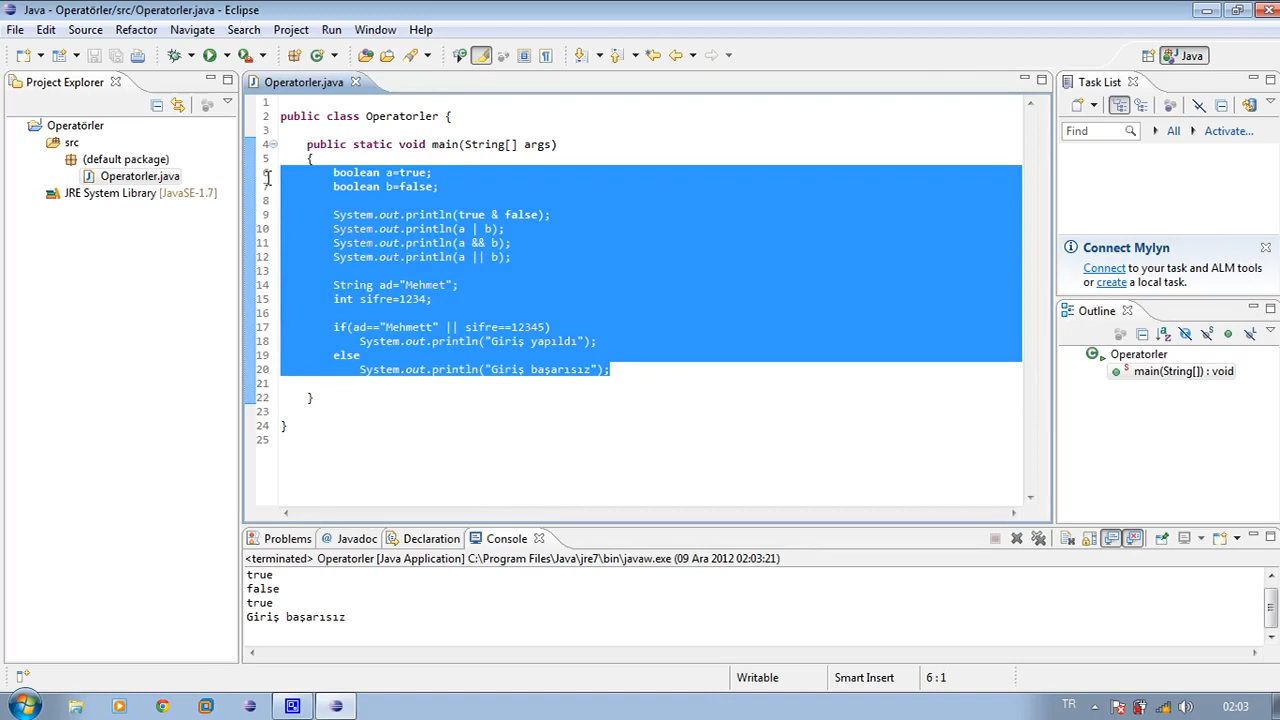 Java - Operatörler/src/Operatorler.java - Eclipse
File Edit Source Refactor Navigate Search Project Run Window Help
Java
Project Explorer
Operatörler
src
(default package)
Operatorler.java
JRE System Library [JavaSE-1.7]
Operatorler.java
1
2 public class Operatorler {
3
4 public static void main(String[] args)
5 {
6 boolean a=true;
7 boolean b=false;
8
9 System.out.println(true & false);
10 System.out.println(a | b);
11 System.out.println(a && b);
12 System.out.println(a || b);
13
14 String ad="Mehmet";
15 int sifre=1234;
16
17 if(ad=="Mehmett" || sifre==12345)
18 System.out.println("Giriş yapıldı");
19 else
20 System.out.println("Giriş başarısız");
21
22 }
23
24 }
25
Task List
Find All Activate...
Connect Mylyn
Connect to your task and ALM tools
or create a local task.
Outline
Operatorler
main(String[]) : void
Problems Javadoc Declaration Console
<terminated> Operatorler [Java Application] C:\Program Files\Java\jre7\bin\javaw.exe (09 Ara 2012 02:03:21)
true
false
true
Giriş başarısız
Writable Smart Insert 6 : 1
TR 02:03